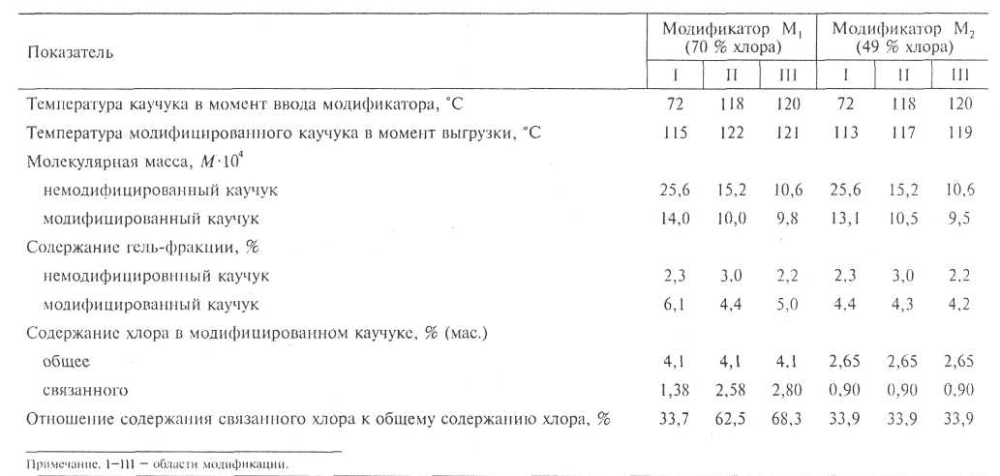 Показатель Модификатор М₁ (70 % хлора) Модификатор М₂ (49 % хлора)
I II III I II III
Температура каучука в момент ввода модификатора, °С 72 118 120 72 118 120
Температура модифицированного каучука в момент выгрузки, °С 115 122 121 113 117 119
Молекулярная масса, M·10⁴
немодифицированный каучук 25,6 15,2 10,6 25,6 15,2 10,6
модифицированный каучук 14,0 10,0 9,8 13,1 10,5 9,5
Содержание гель-фракции, %
немодифицировнный каучук 2,3 3,0 2,2 2,3 3,0 2,2
модифицированный каучук 6,1 4,4 5,0 4,4 4,3 4,2
Содержание хлора в модифицированном каучуке, % (мас.)
общее 4,1 4,1 4,1 2,65 2,65 2,65
связанного 1,38 2,58 2,80 0,90 0,90 0,90
Отношение содержания связанного хлора к общему содержанию хлора, % 33,7 62,5 68,3 33,9 33,9 33,9
Примечание. I—III — области модификации.